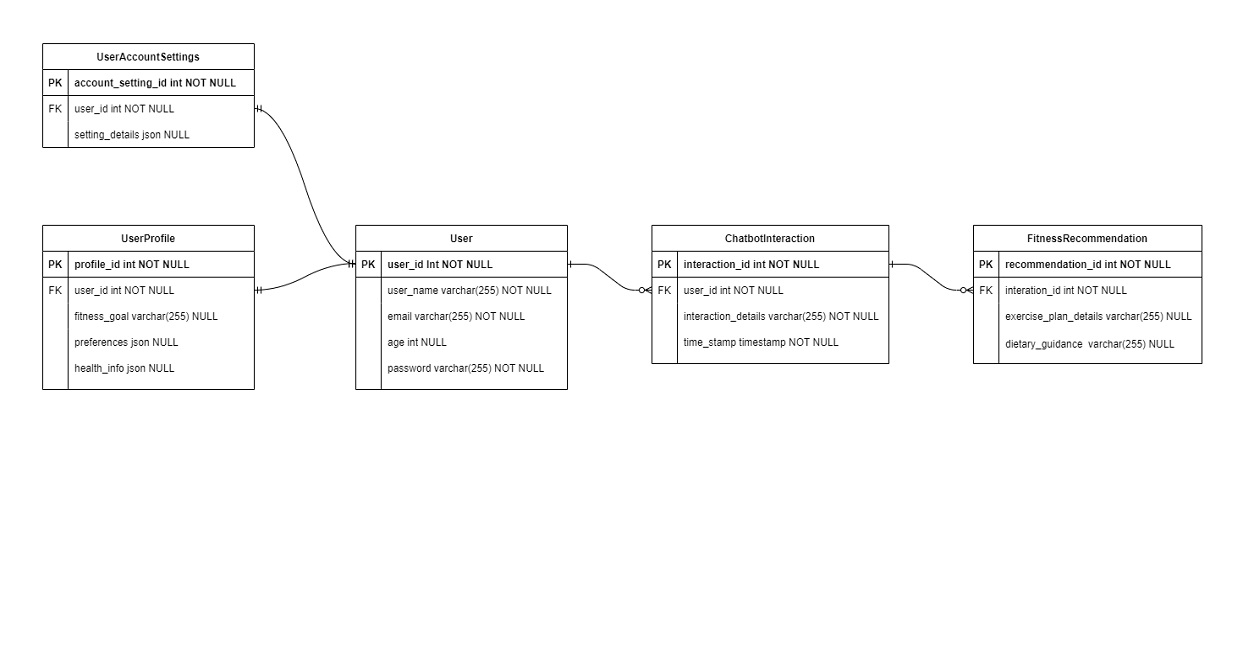 UserAccountSettings
PK account_setting_id int NOT NULL
FK user_id int NOT NULL
setting_details json NULL
UserProfile
PK profile_id int NOT NULL
FK user_id int NOT NULL
fitness_goal varchar(255) NULL
preferences json NULL
health_info json NULL
User
PK user_id Int NOT NULL
user_name varchar(255) NOT NULL
email varchar(255) NOT NULL
age int NULL
password varchar(255) NOT NULL
ChatbotInteraction
PK interaction_id int NOT NULL
FK user_id int NOT NULL
interaction_details varchar(255) NOT NULL
time_stamp timestamp NOT NULL
FitnessRecommendation
PK recommendation_id int NOT NULL
FK interation_id int NOT NULL
exercise_plan_details varchar(255) NULL
dietary_guidance varchar(255) NULL